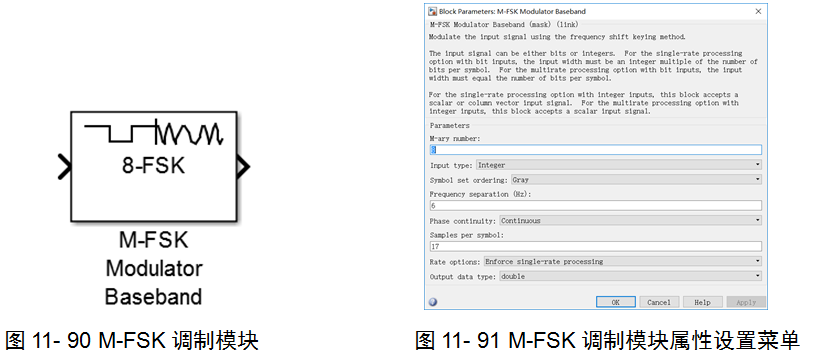 8-FSK
M-FSK
Modulator
Baseband
图 11- 90 M-FSK 调制模块
Block Parameters: M-FSK Modulator Baseband
M-FSK Modulator Baseband (mask) (link)
Modulate the input signal using the frequency shift keying method.
The input signal can be either bits or integers. For the single-rate processing
option with bit inputs, the input width must be an integer multiple of the number of
bits per symbol. For the multirate processing option with bit inputs, the input
width must equal the number of bits per symbol.
For the single-rate processing option with integer inputs, this block accepts a
scalar or column vector input signal. For the multirate processing option with
integer inputs, this block accepts a scalar input signal.
Parameters
M-ary number:
Input type: Integer
Symbol set ordering: Gray
Frequency separation (Hz):
6
Phase continuity: Continuous
Samples per symbol:
17
Rate options: Enforce single-rate processing
Output data type: double
OK Cancel Help Apply
图 11- 91 M-FSK 调制模块属性设置菜单